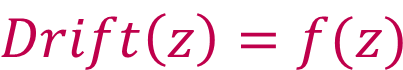 Drift(z) = f(z)